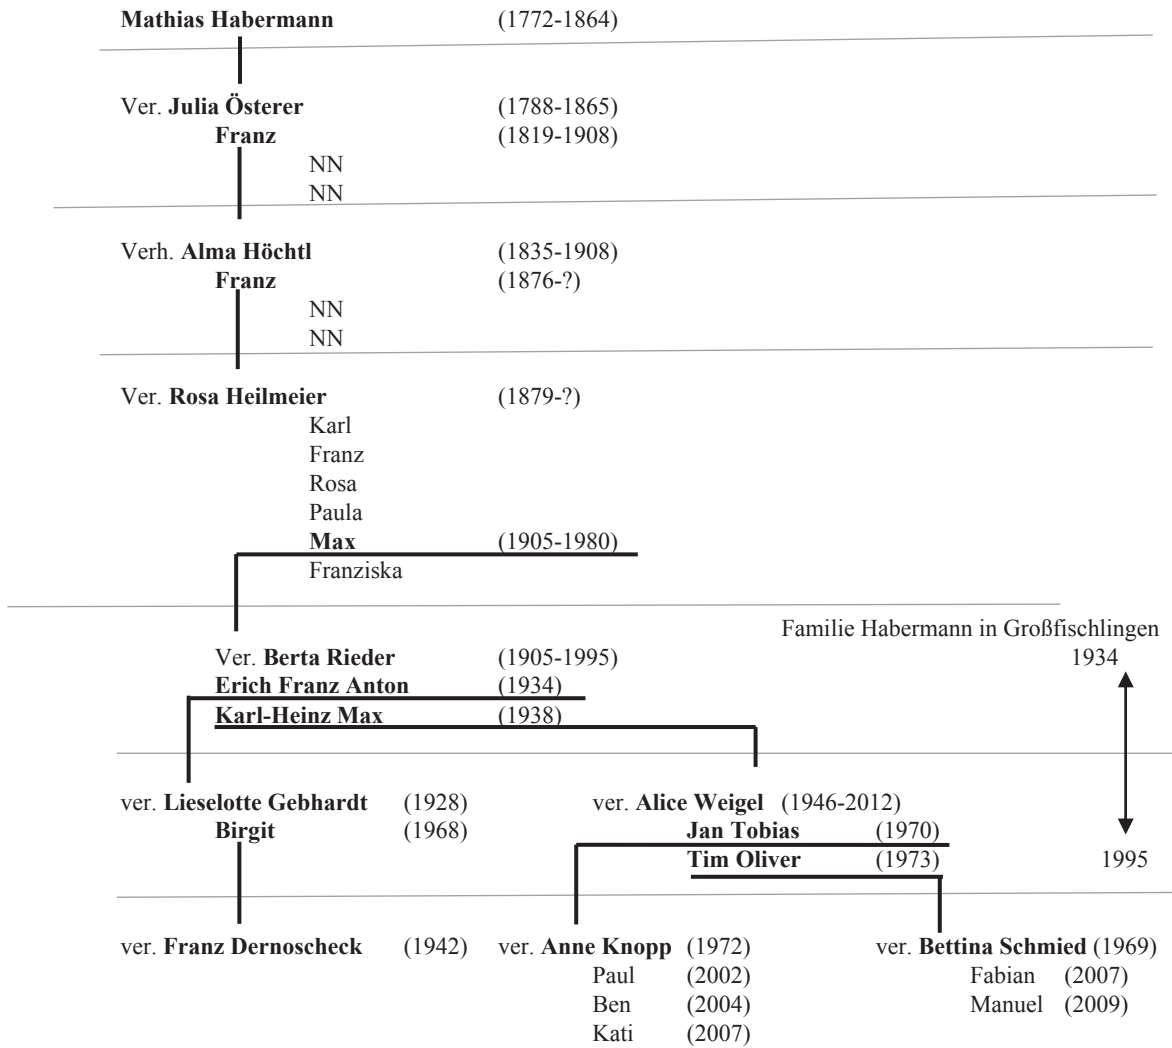 Mathias Habermann (1772-1864)
Ver. Julia Österer (1788-1865)
Franz (1819-1908)
NN
NN
Verh. Alma Höchtl (1835-1908)
Franz (1876-?)
NN
NN
Ver. Rosa Heilmeier (1879-?)
Karl
Franz
Rosa
Paula
Max (1905-1980)
Franziska
Familie Habermann in Großfischlingen
Ver. Berta Rieder (1905-1995) 1934
Erich Franz Anton (1934)
Karl-Heinz Max (1938)
ver. Lieselotte Gebhardt (1928) ver. Alice Weigel (1946-2012)
Birgit (1968) Jan Tobias (1970)
Tim Oliver (1973) 1995
ver. Franz Dernoscheck (1942) ver. Anne Knopp (1972) ver. Bettina Schmied (1969)
Paul (2002) Fabian (2007)
Ben (2004) Manuel (2009)
Kati (2007)